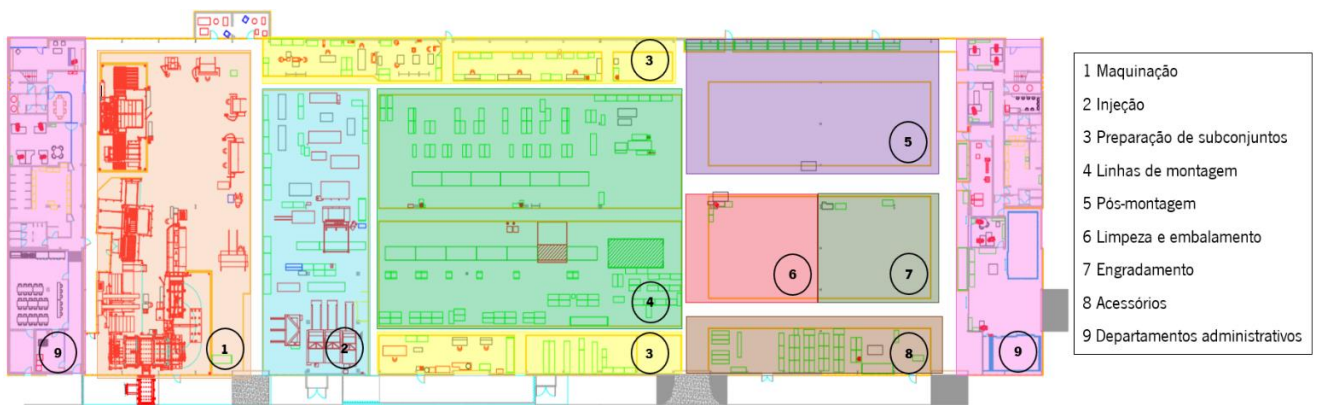 3
5
6
7
4
9
1
2
3
8
9
1 Maquinação
2 Injeção
3 Preparação de subconjuntos
4 Linhas de montagem
5 Pós-montagem
6 Limpeza e embalamento
7 Engradamento
8 Acessórios
9 Departamentos administrativos